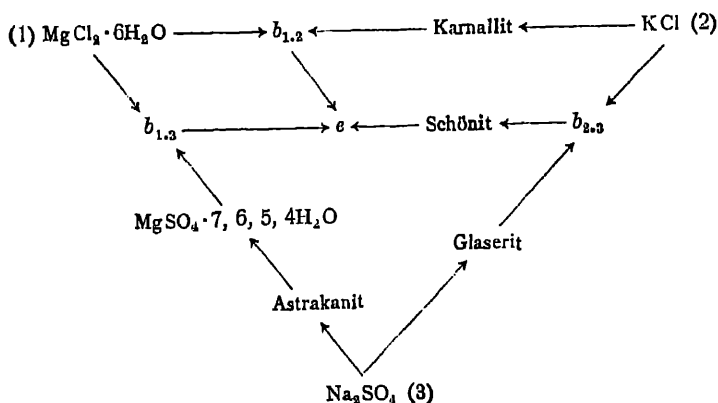 (1) MgCl₂·6H₂O b₁.₂ Karnallit KCl (2)
b₁.₃ e Schönit b₂.₃
MgSO₄·7, 6, 5, 4H₂O
Glaserit
Astrakanit
Na₂SO₄ (3)